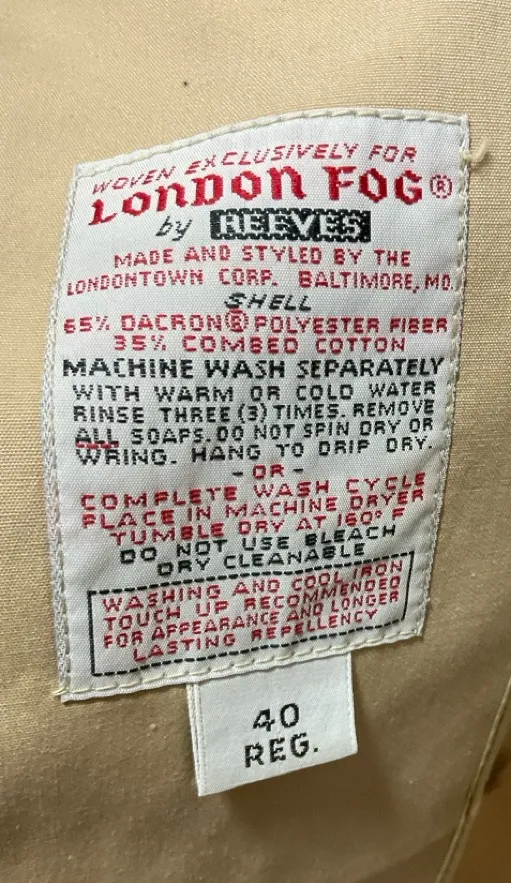 WOVEN EXCLUSIVELY FOR
LONDON FOG®
by REEVES
MADE AND STYLED BY THE
LONDONTOWN CORP. BALTIMORE, MD.
SHELL
65% DACRON® POLYESTER FIBER
35% COMBED COTTON
MACHINE WASH SEPARATELY
WITH WARM OR COLD WATER
RINSE THREE (3) TIMES. REMOVE
ALL SOAPS. DO NOT SPIN DRY OR
WRING. HANG TO DRIP DRY.
- OR -
COMPLETE WASH CYCLE
PLACE IN MACHINE DRYER
TUMBLE DRY AT 160° F
DO NOT USE BLEACH
DRY CLEANABLE
WASHING AND COOL IRON
TOUCH UP RECOMMENDED
FOR APPEARANCE AND LONGER
LASTING REPELLENCY
40
REG.